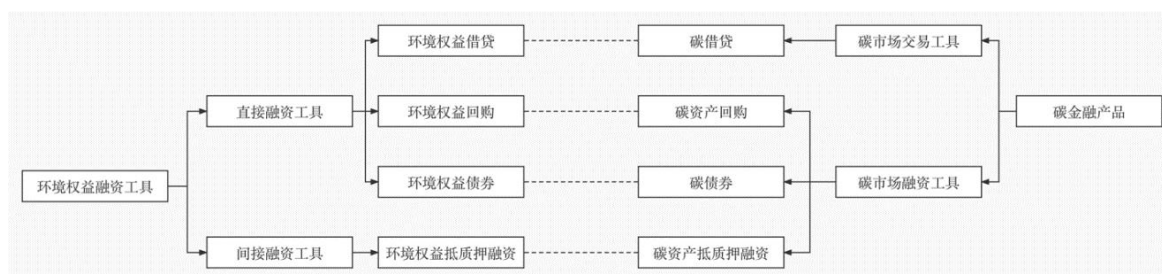 环境权益借贷
碳借贷
碳市场交易工具
直接融资工具
环境权益回购
碳资产回购
碳金融产品
环境权益融资工具
环境权益债券
碳债券
碳市场融资工具
间接融资工具
环境权益抵质押融资
碳资产抵质押融资